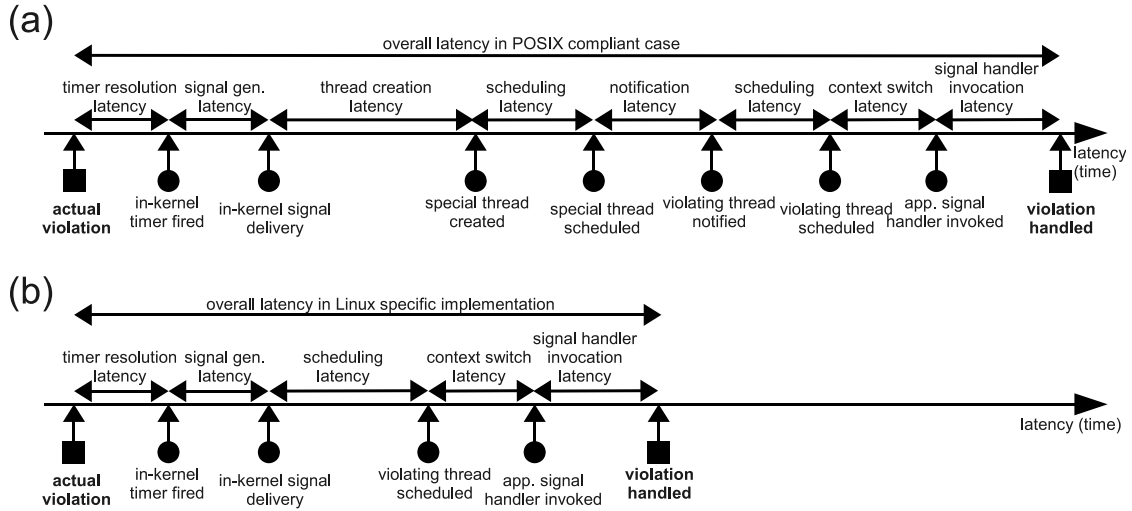 (a)
overall latency in POSIX compliant case
timer resolution
latency
signal gen.
latency
thread creation
latency
scheduling
latency
notification
latency
scheduling
latency
context switch
latency
signal handler
invocation
latency
latency
(time)
actual
violation
in-kernel
timer fired
in-kernel signal
delivery
special thread
created
special thread
scheduled
violating thread
notified
violating thread
scheduled
app. signal
handler invoked
violation
handled
(b)
overall latency in Linux specific implementation
timer resolution
latency
signal gen.
latency
scheduling
latency
context switch
latency
signal handler
invocation
latency
latency (time)
actual
violation
in-kernel
timer fired
in-kernel signal
delivery
violating thread
scheduled
app. signal
handler invoked
violation
handled